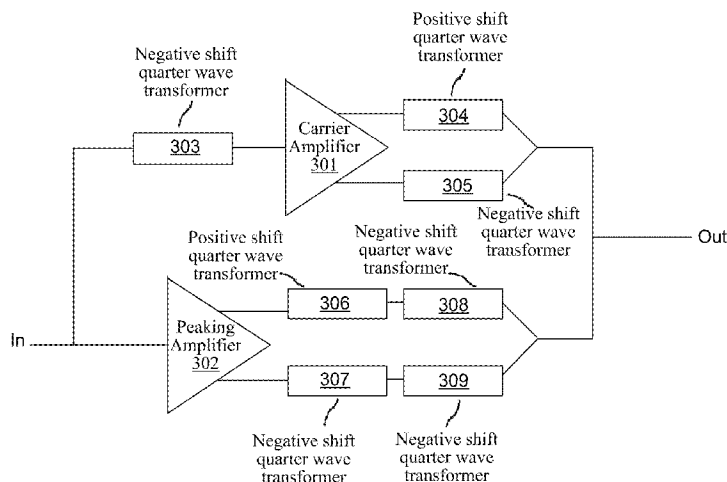 Positive shift
quarter wave
transformer
Negative shift
quarter wave
transformer
304
Carrier
Amplifier
301
303
305
Negative shift
quarter wave
transformer
Positive shift
quarter wave
transformer
Negative shift
quarter wave
transformer
Out
306
308
Peaking
Amplifier
302
In
307
309
Negative shift
quarter wave
transformer
Negative shift
quarter wave
transformer